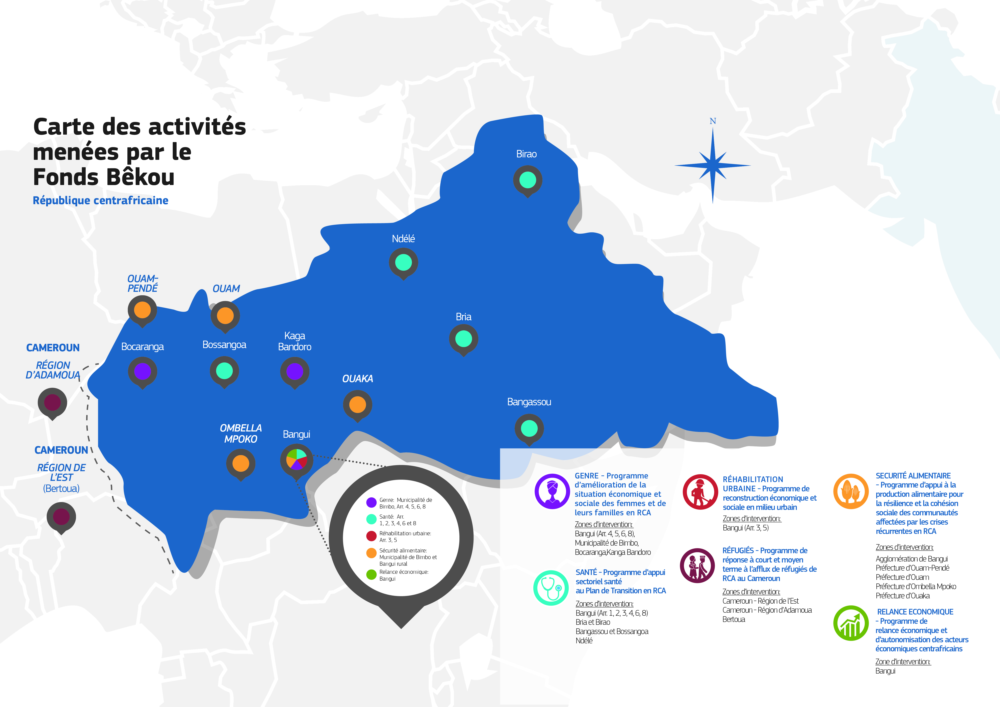 Carte des activités
menées par le
Fonds Bêkou
République centrafricaine
N
Birao
Ndélé
OUAM-
PENDÉ
OUAM
Bria
Bocaranga
Bossangoa
Kaga
Bandoro
CAMEROUN
RÉGION
D'ADAMOUA
OUAKA
Bangassou
OMBELLA
MPOKO
Bangui
CAMEROUN
RÉGION DE
L'EST
(Bertoua)
Genre: Municipalité de
Bimbo, Arr. 4, 5, 6, 8
Santé: Arr.
1, 2, 3, 4, 6 et 8
Réhabilitation urbaine:
Arr. 3, 5
Sécurité alimentaire:
Municipalité de Bimbo et
Bangui rural
Relance économique:
Bangui
GENRE - Programme
d'amélioration de la
situation économique et
sociale des femmes et de
leurs familles en RCA
Zones d'intervention:
Bangui (Arr. 4, 5, 6, 8),
Municipalité de Bimbo,
Bocaranga,Kanga Bandoro
SANTÉ - Programme d'appui
sectoriel santé
au Plan de Transition en RCA
Zones d'intervention:
Bangui (Arr. 1, 2, 3, 4, 6, 8)
Bria et Birao
Bangassou et Bossangoa
Ndélé
RÉHABILITATION
URBAINE - Programme de
reconstruction économique et
sociale en milieu urbain
Zones d'intervention:
Bangui (Arr. 3, 5)
RÉFUGIÉS - Programme de
réponse à court et moyen
terme à l'afflux de réfugiés de
RCA au Cameroun
Zones d'intervention:
Cameroun - Région de l'Est
Cameroun - Région d'Adamoua
Bertoua
SECURITÉ ALIMENTAIRE
- Programme d'appui à la
production alimentaire pour
la résilience et la cohésion
sociale des communautés
affectées par les crises
récurrentes en RCA
Zones d'intervention:
Agglomération de Bangui
Préfecture d'Ouam-Pendé
Préfecture d'Ouam
Préfecture d'Ombella Mpoko
Préfecture d'Ouaka
RELANCE ECONOMIQUE
- Programme de
relance économique et
d'autonomisation des acteurs
économiques centrafricains
Zone d'intervention:
Bangui